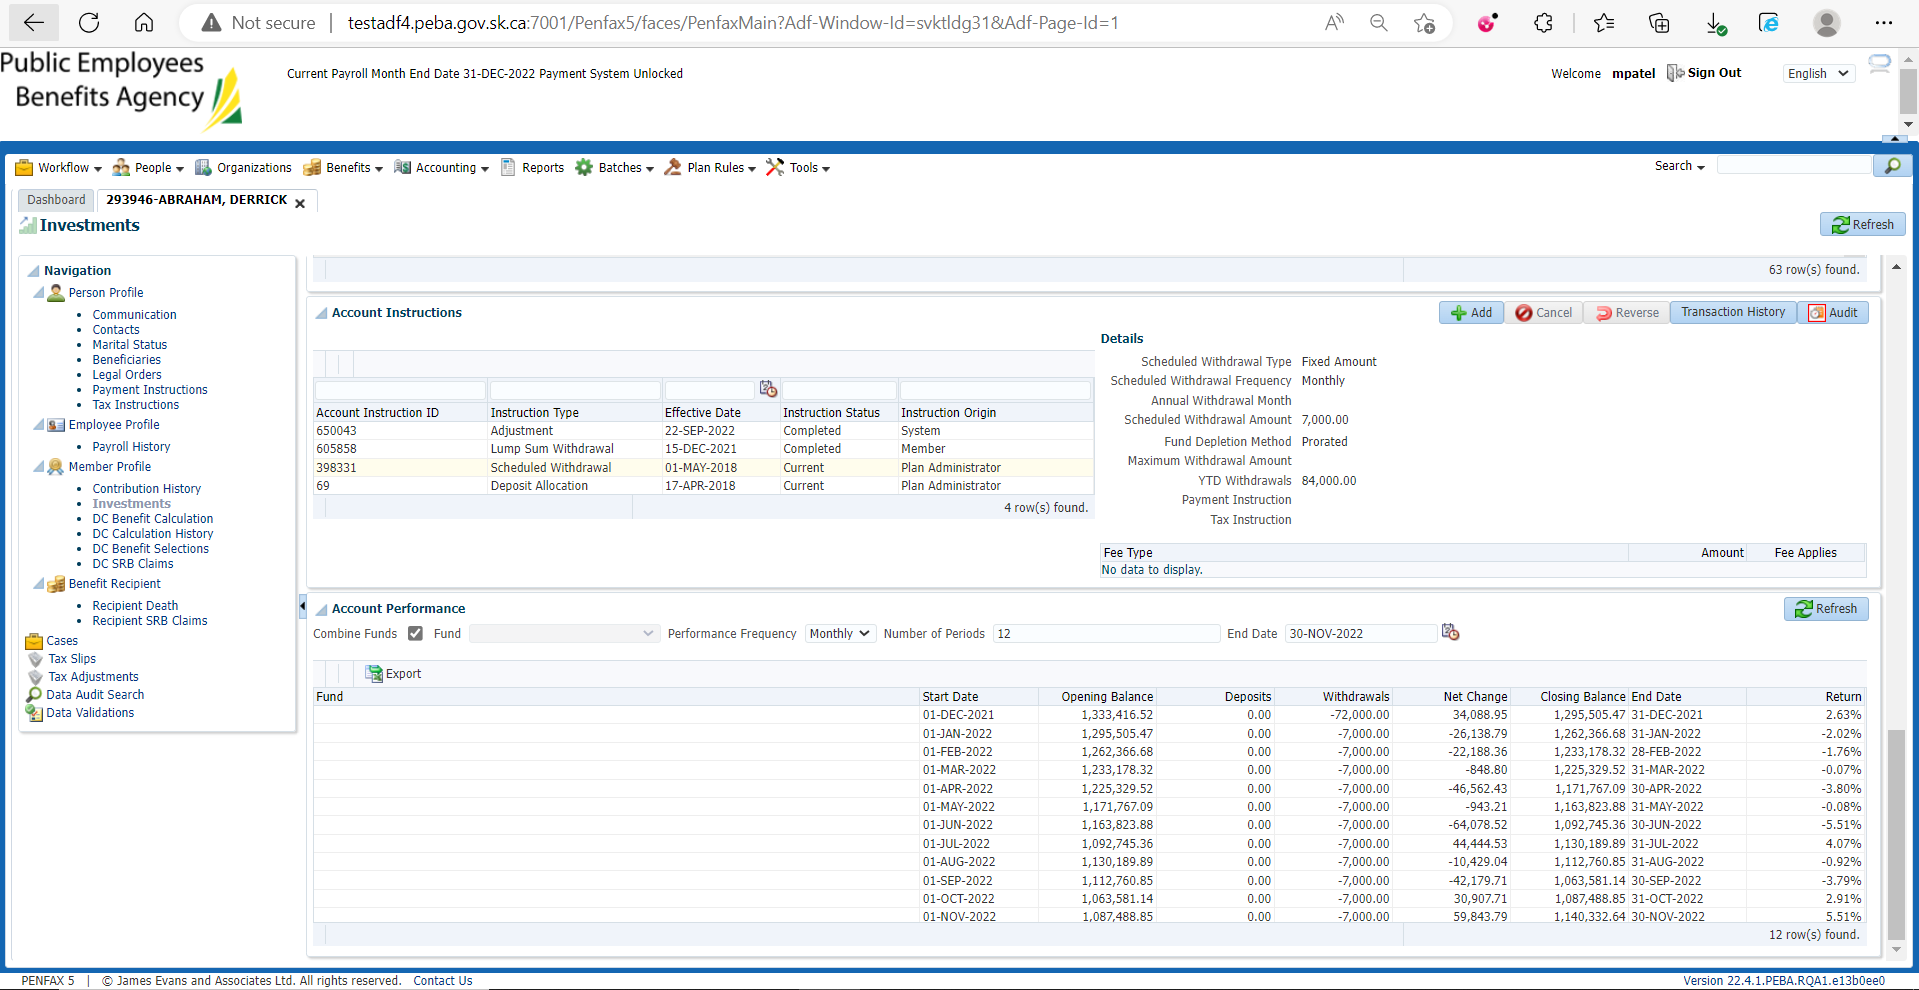 Not secure | testadf4.peba.gov.sk.ca:7001/Penfax5/faces/PenfaxMain?Adf-Window-Id=svktldg31&Adf-Page-Id=1
Public Employees
Benefits Agency
Current Payroll Month End Date 31-DEC-2022 Payment System Unlocked
Welcome mpatel Sign Out English
Workflow People Organizations Benefits Accounting Reports Batches Plan Rules Tools Search
Dashboard 293946-ABRAHAM, DERRICK
Investments Refresh
Navigation
Person Profile
Communication
Contacts
Marital Status
Beneficiaries
Legal Orders
Payment Instructions
Tax Instructions
Employee Profile
Payroll History
Member Profile
Contribution History
Investments
DC Benefit Calculation
DC Calculation History
DC Benefit Selections
DC SRB Claims
Benefit Recipient
Recipient Death
Recipient SRB Claims
Cases
Tax Slips
Tax Adjustments
Data Audit Search
Data Validations
63 row(s) found.
Account Instructions Add Cancel Reverse Transaction History Audit
Account Instruction ID Instruction Type Effective Date Instruction Status Instruction Origin
650043 Adjustment 22-SEP-2022 Completed System
605858 Lump Sum Withdrawal 15-DEC-2021 Completed Member
398331 Scheduled Withdrawal 01-MAY-2018 Current Plan Administrator
69 Deposit Allocation 17-APR-2018 Current Plan Administrator
4 row(s) found.
Details
Scheduled Withdrawal Type Fixed Amount
Scheduled Withdrawal Frequency Monthly
Annual Withdrawal Month
Scheduled Withdrawal Amount 7,000.00
Fund Depletion Method Prorated
Maximum Withdrawal Amount
YTD Withdrawals 84,000.00
Payment Instruction
Tax Instruction
Fee Type Amount Fee Applies
No data to display.
Account Performance Refresh
Combine Funds Fund Performance Frequency Monthly Number of Periods 12 End Date 30-NOV-2022
Export
Fund Start Date Opening Balance Deposits Withdrawals Net Change Closing Balance End Date Return
01-DEC-2021 1,333,416.52 0.00 -72,000.00 34,088.95 1,295,505.47 31-DEC-2021 2.63%
01-JAN-2022 1,295,505.47 0.00 -7,000.00 -26,138.79 1,262,366.68 31-JAN-2022 -2.02%
01-FEB-2022 1,262,366.68 0.00 -7,000.00 -22,188.36 1,233,178.32 28-FEB-2022 -1.76%
01-MAR-2022 1,233,178.32 0.00 -7,000.00 -848.80 1,225,329.52 31-MAR-2022 -0.07%
01-APR-2022 1,225,329.52 0.00 -7,000.00 -46,562.43 1,171,767.09 30-APR-2022 -3.80%
01-MAY-2022 1,171,767.09 0.00 -7,000.00 -943.21 1,163,823.88 31-MAY-2022 -0.08%
01-JUN-2022 1,163,823.88 0.00 -7,000.00 -64,078.52 1,092,745.36 30-JUN-2022 -5.51%
01-JUL-2022 1,092,745.36 0.00 -7,000.00 44,444.53 1,130,189.89 31-JUL-2022 4.07%
01-AUG-2022 1,130,189.89 0.00 -7,000.00 -10,429.04 1,112,760.85 31-AUG-2022 -0.92%
01-SEP-2022 1,112,760.85 0.00 -7,000.00 -42,179.71 1,063,581.14 30-SEP-2022 -3.79%
01-OCT-2022 1,063,581.14 0.00 -7,000.00 30,907.71 1,087,488.85 31-OCT-2022 2.91%
01-NOV-2022 1,087,488.85 0.00 -7,000.00 59,843.79 1,140,332.64 30-NOV-2022 5.51%
12 row(s) found.
PENFAX 5 | © James Evans and Associates Ltd. All rights reserved. Contact Us Version 22.4.1.PEBA.RQA1.e13b0ee0